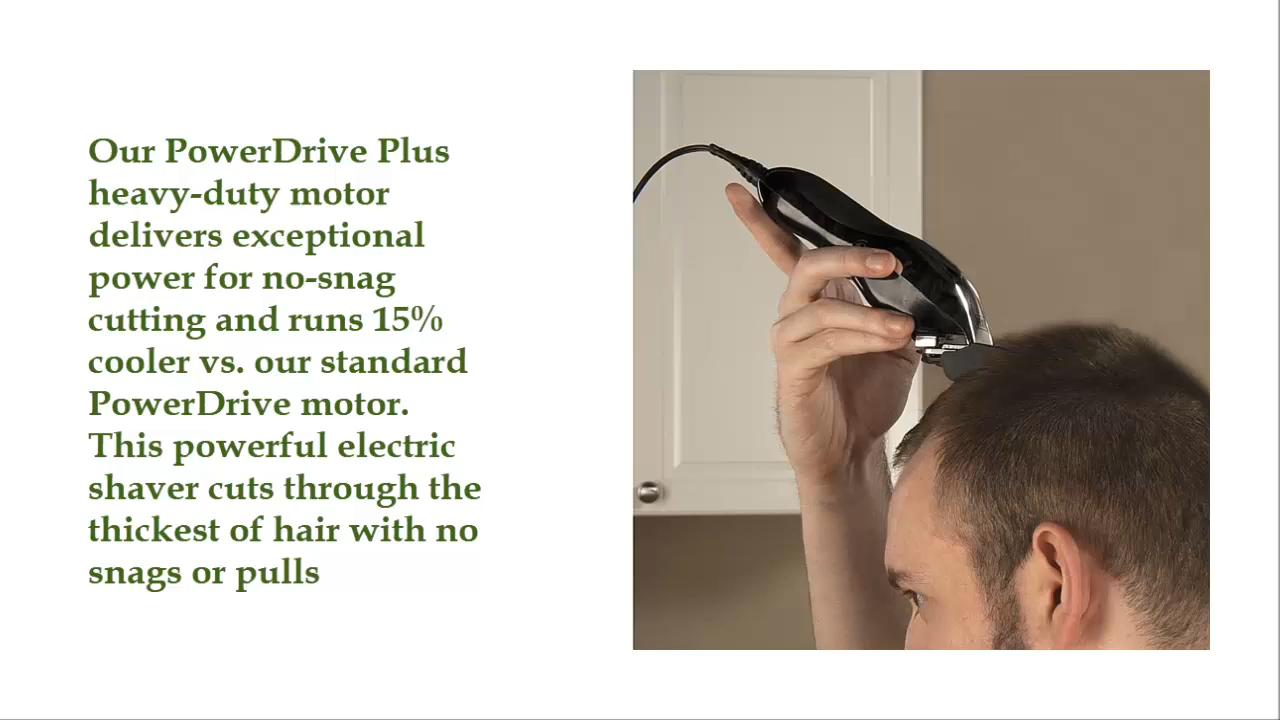 Our PowerDrive Plus
heavy-duty motor
delivers exceptional
power for no-snag
cutting and runs 15%
cooler vs. our standard
PowerDrive motor.
This powerful electric
shaver cuts through the
thickest of hair with no
snags or pulls